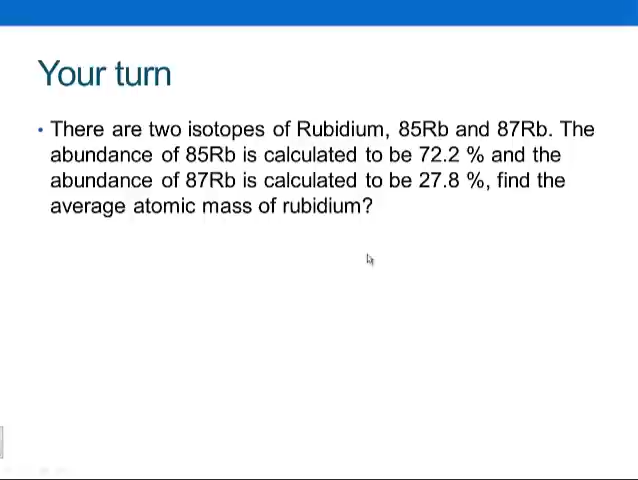 Your turn
• There are two isotopes of Rubidium, 85Rb and 87Rb. The
abundance of 85Rb is calculated to be 72.2 % and the
abundance of 87Rb is calculated to be 27.8 %, find the
average atomic mass of rubidium?